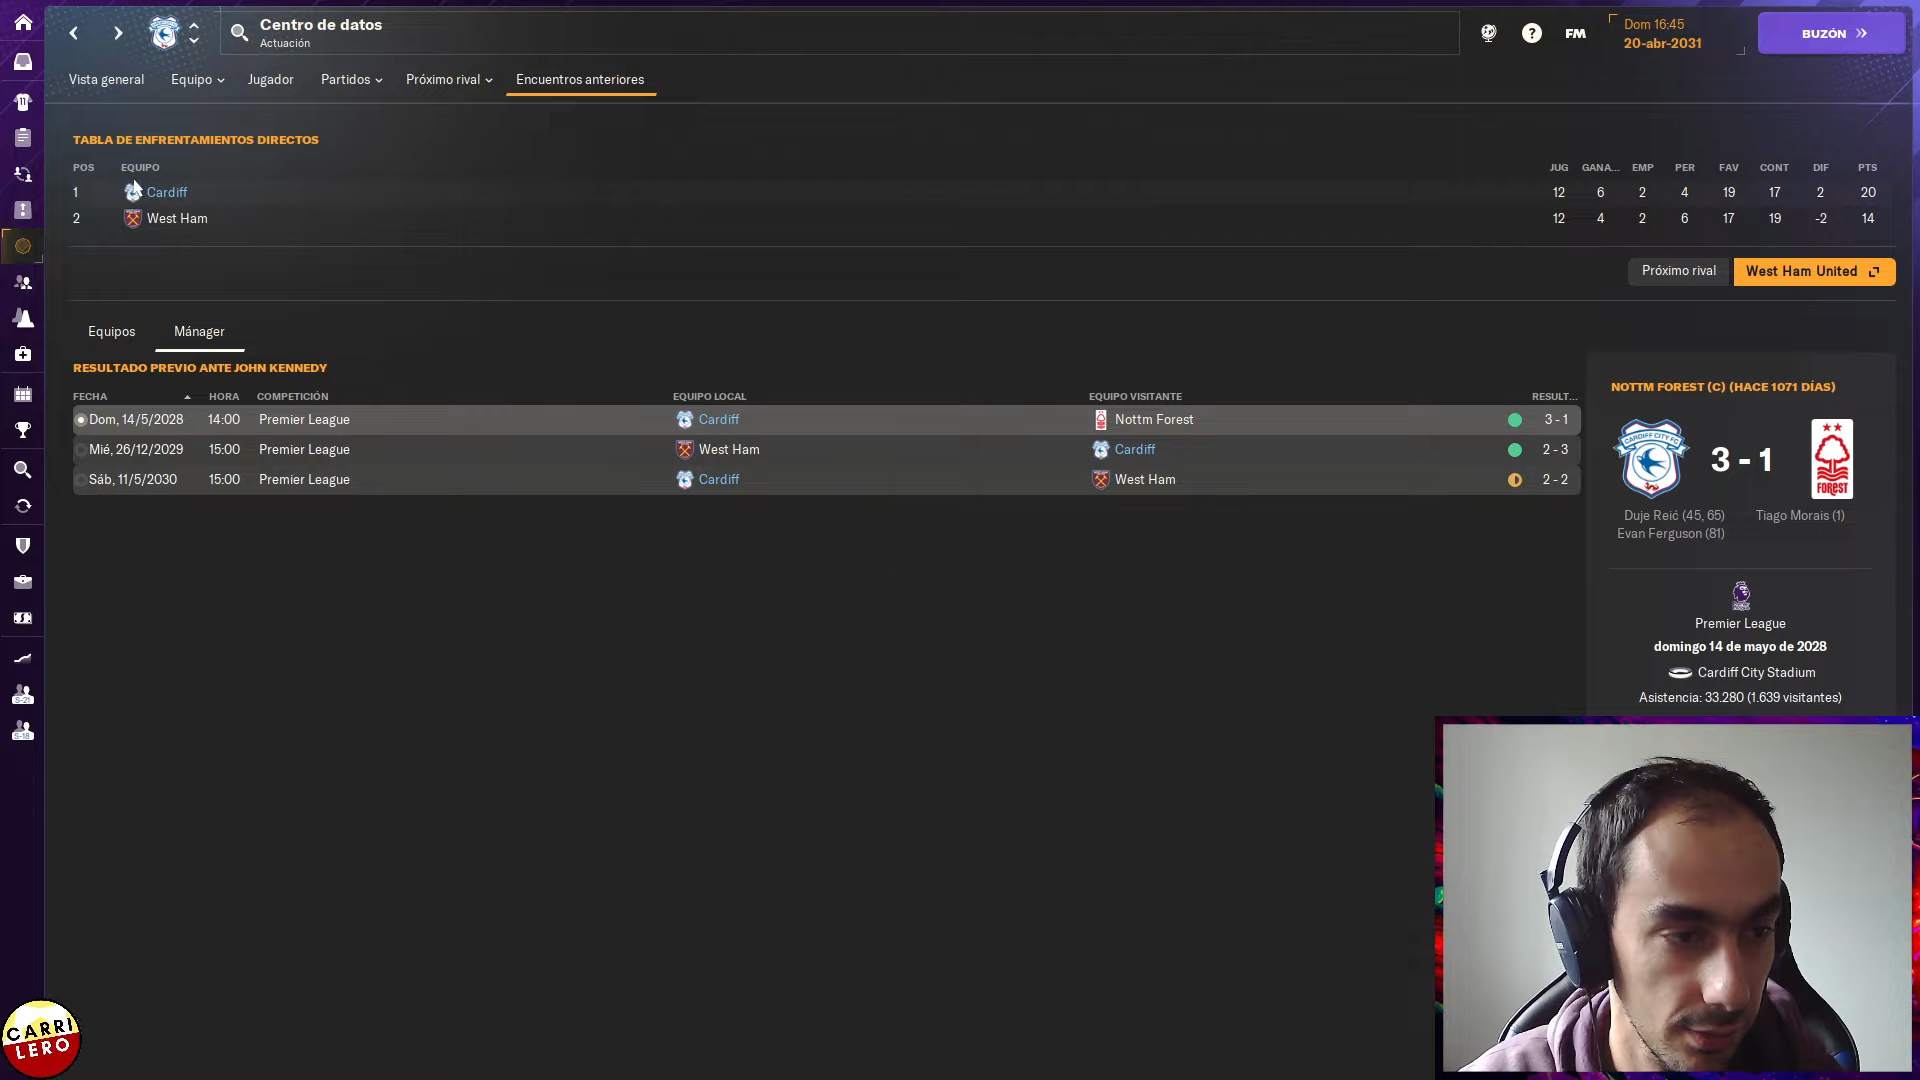 Centro de datos
Actuación
FM
Dom 16:45
20-abr-2031
BUZÓN
Vista general
Equipo
Jugador
Partidos
Próximo rival
Encuentros anteriores
TABLA DE ENFRENTAMIENTOS DIRECTOS
POS EQUIPO JUG GANA... EMP PER FAV CONT DIF PTS
1 Cardiff 12 6 2 4 19 17 2 20
2 West Ham 12 4 2 6 17 19 -2 14
Próximo rival West Ham United
Equipos Mánager
RESULTADO PREVIO ANTE JOHN KENNEDY
FECHA HORA COMPETICIÓN EQUIPO LOCAL EQUIPO VISITANTE RESULT...
Dom, 14/5/2028 14:00 Premier League Cardiff Nottm Forest 3 - 1
Mié, 26/12/2029 15:00 Premier League West Ham Cardiff 2 - 3
Sáb, 11/5/2030 15:00 Premier League Cardiff West Ham 2 - 2
NOTTM FOREST (C) (HACE 1071 DÍAS)
CARDIFF CITY FC
3 - 1
FOREST
Duje Reić (45, 65) Tiago Morais (1)
Evan Ferguson (81)
Premier League
domingo 14 de mayo de 2028
Cardiff City Stadium
Asistencia: 33.280 (1.639 visitantes)
S-21
S-18
CARRI
LERO